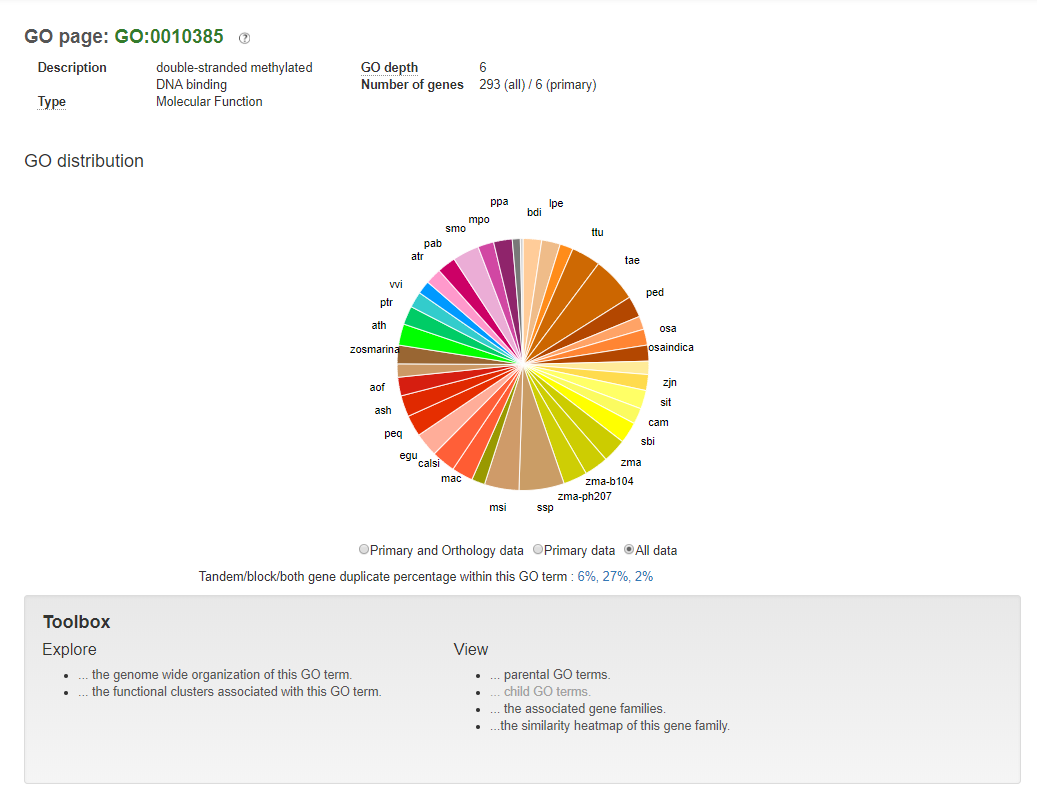 GO page: GO:0010385 ?
Description double-stranded methylated DNA binding
Type Molecular Function
GO depth 6
Number of genes 293 (all) / 6 (primary)
GO distribution
ppa
lpe
bdi
mpo
smo
ttu
pab
atr
tae
vvi
ped
ptr
ath
osa
zosmarina
osaindica
aof
zjn
ash
sit
peq
cam
egu
sbi
calsi
zma
mac
zma-b104
zma-ph207
msi
ssp
Primary and Orthology data Primary data All data
Tandem/block/both gene duplicate percentage within this GO term : 6%, 27%, 2%
Toolbox
Explore
... the genome wide organization of this GO term.
... the functional clusters associated with this GO term.
View
... parental GO terms.
... child GO terms.
... the associated gene families.
...the similarity heatmap of this gene family.